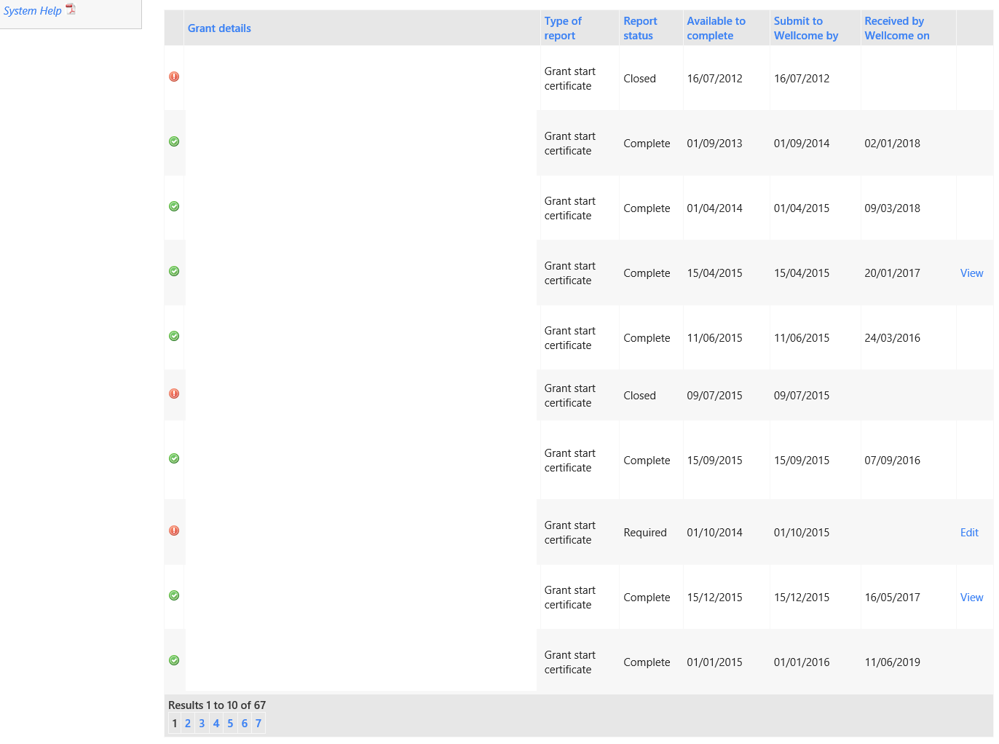 System Help
Grant details
Type of
report
Report
status
Available to
complete
Submit to
Wellcome by
Received by
Wellcome on
Grant start
certificate
Closed
16/07/2012
16/07/2012
Grant start
certificate
Complete
01/09/2013
01/09/2014
02/01/2018
Grant start
certificate
Complete
01/04/2014
01/04/2015
09/03/2018
Grant start
certificate
Complete
15/04/2015
15/04/2015
20/01/2017
View
Grant start
certificate
Complete
11/06/2015
11/06/2015
24/03/2016
Grant start
certificate
Closed
09/07/2015
09/07/2015
Grant start
certificate
Complete
15/09/2015
15/09/2015
07/09/2016
Grant start
certificate
Required
01/10/2014
01/10/2015
Edit
Grant start
certificate
Complete
15/12/2015
15/12/2015
16/05/2017
View
Grant start
certificate
Complete
01/01/2015
01/01/2016
11/06/2019
Results 1 to 10 of 67
1 2 3 4 5 6 7